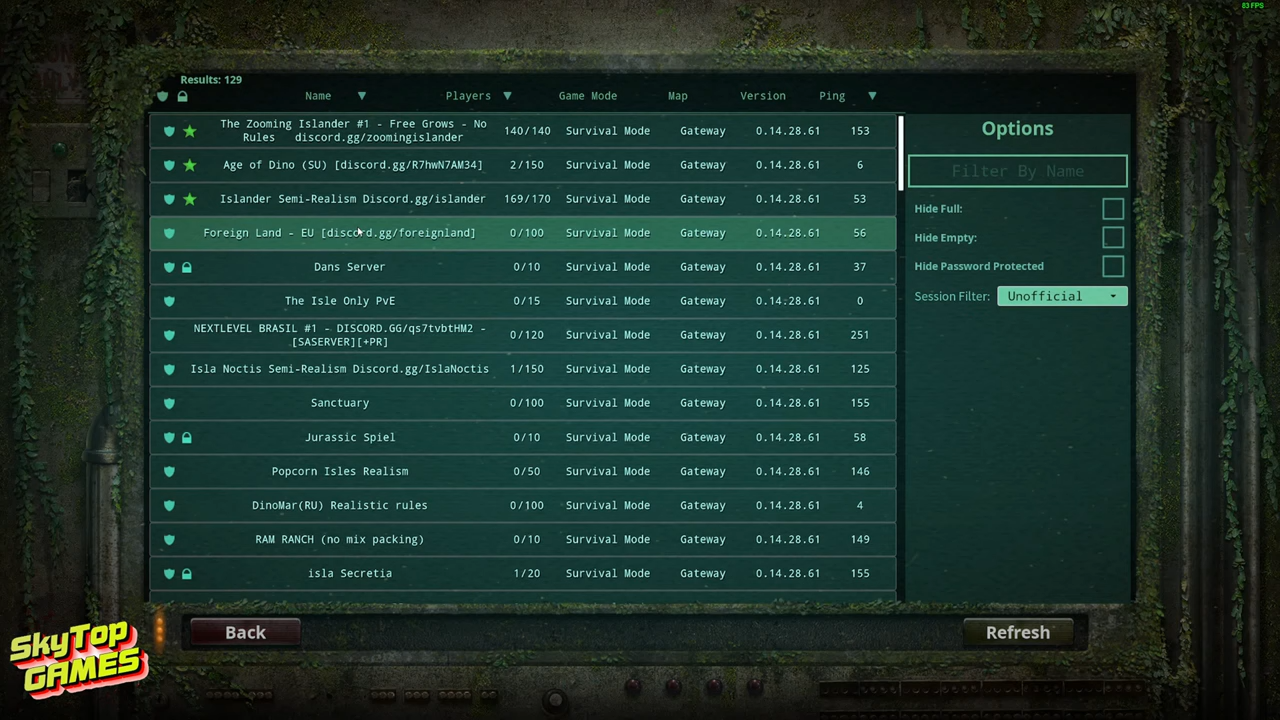 83 FPS
Results: 129
Name Players Game Mode Map Version Ping
The Zooming Islander #1 - Free Grows - No
Rules discord.gg/zoomingislander 140/140 Survival Mode Gateway 0.14.28.61 153
Age of Dino (SU) [discord.gg/R7hwN7AM34] 2/150 Survival Mode Gateway 0.14.28.61 6
Islander Semi-Realism Discord.gg/islander 169/170 Survival Mode Gateway 0.14.28.61 53
Foreign Land - EU [discord.gg/foreignland] 0/100 Survival Mode Gateway 0.14.28.61 56
Dans Server 0/10 Survival Mode Gateway 0.14.28.61 37
The Isle Only PvE 0/15 Survival Mode Gateway 0.14.28.61 0
NEXTLEVEL BRASIL #1 - DISCORD.GG/qs7tvbtHM2 -
[SASERVER][+PR] 0/120 Survival Mode Gateway 0.14.28.61 251
Isla Noctis Semi-Realism Discord.gg/IslaNoctis 1/150 Survival Mode Gateway 0.14.28.61 125
Sanctuary 0/100 Survival Mode Gateway 0.14.28.61 155
Jurassic Spiel 0/10 Survival Mode Gateway 0.14.28.61 58
Popcorn Isles Realism 0/50 Survival Mode Gateway 0.14.28.61 146
DinoMar(RU) Realistic rules 0/100 Survival Mode Gateway 0.14.28.61 4
RAM RANCH (no mix packing) 0/10 Survival Mode Gateway 0.14.28.61 149
isla Secretia 1/20 Survival Mode Gateway 0.14.28.61 155
Options
Filter By Name
Hide Full:
Hide Empty:
Hide Password Protected
Session Filter: Unofficial
Back
Refresh
SkyTop
GAMES